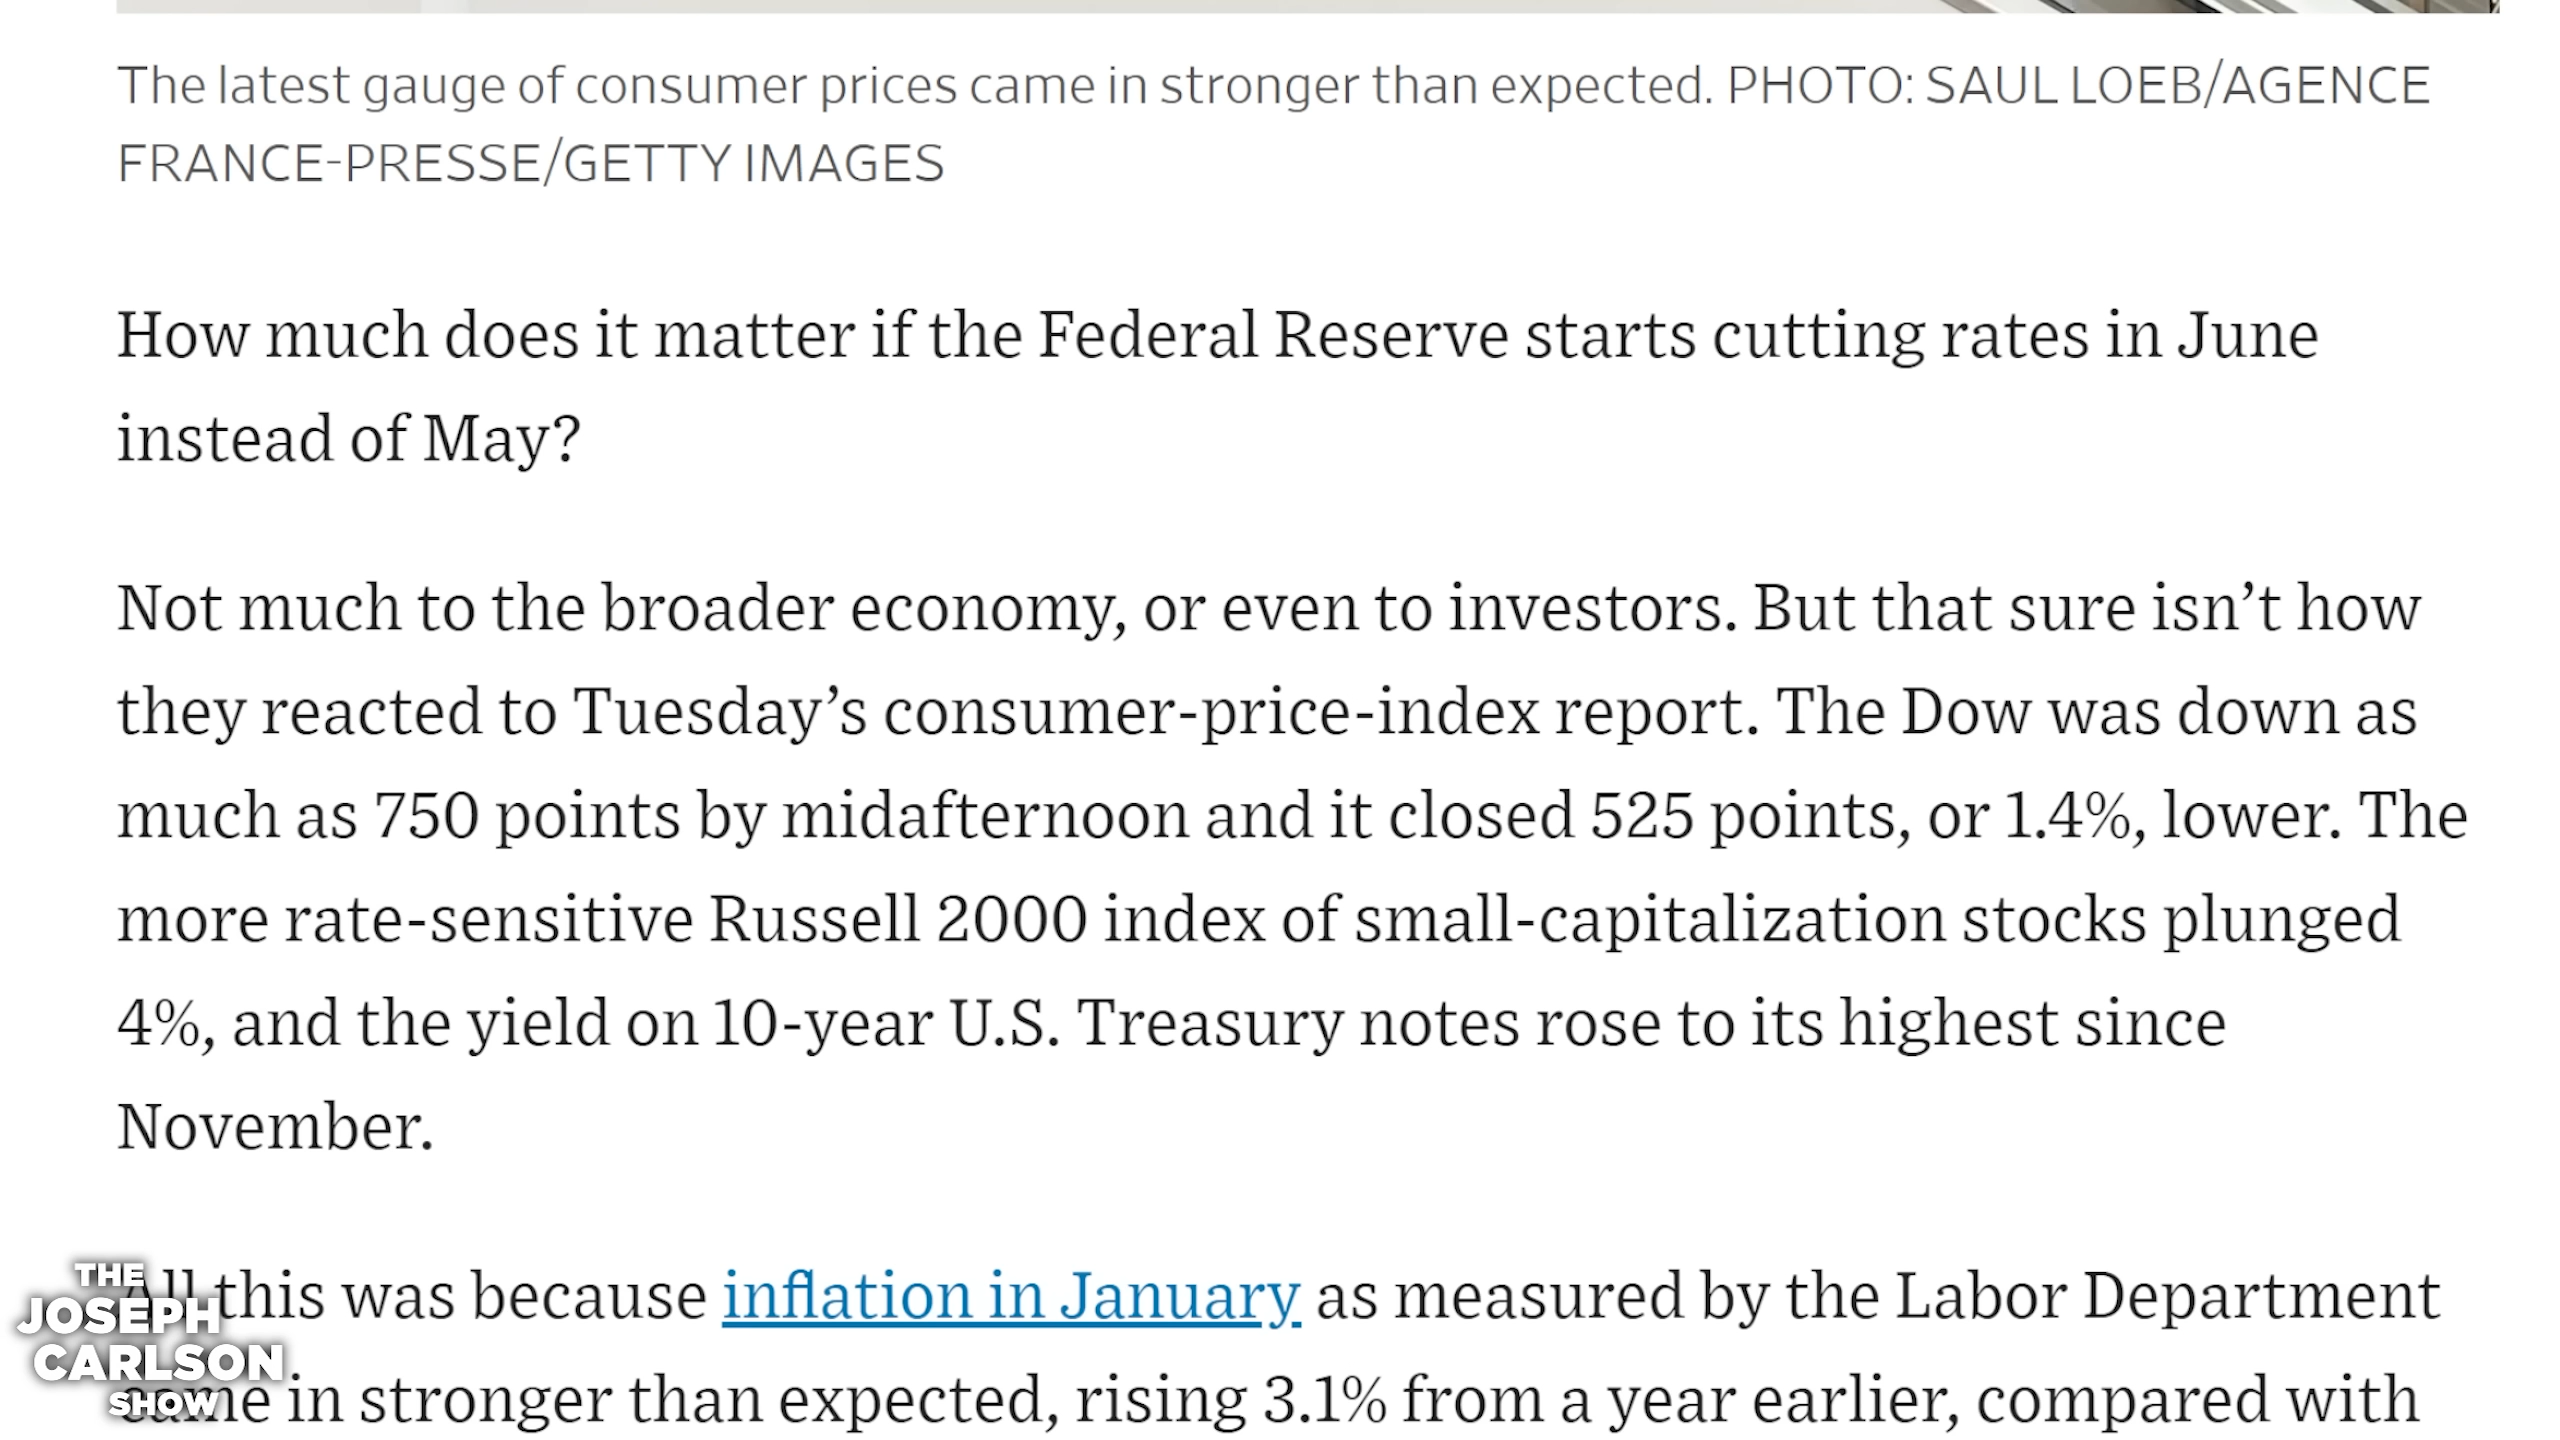 The latest gauge of consumer prices came in stronger than expected. PHOTO: SAUL LOEB/AGENCE
FRANCE-PRESSE/GETTY IMAGES
How much does it matter if the Federal Reserve starts cutting rates in June
instead of May?
Not much to the broader economy, or even to investors. But that sure isn’t how
they reacted to Tuesday’s consumer-price-index report. The Dow was down as
much as 750 points by midafternoon and it closed 525 points, or 1.4%, lower. The
more rate-sensitive Russell 2000 index of small-capitalization stocks plunged
4%, and the yield on 10-year U.S. Treasury notes rose to its highest since
November.
All this was because inflation in January as measured by the Labor Department
came in stronger than expected, rising 3.1% from a year earlier, compared with
THE
JOSEPH
CARLSON
SHOW